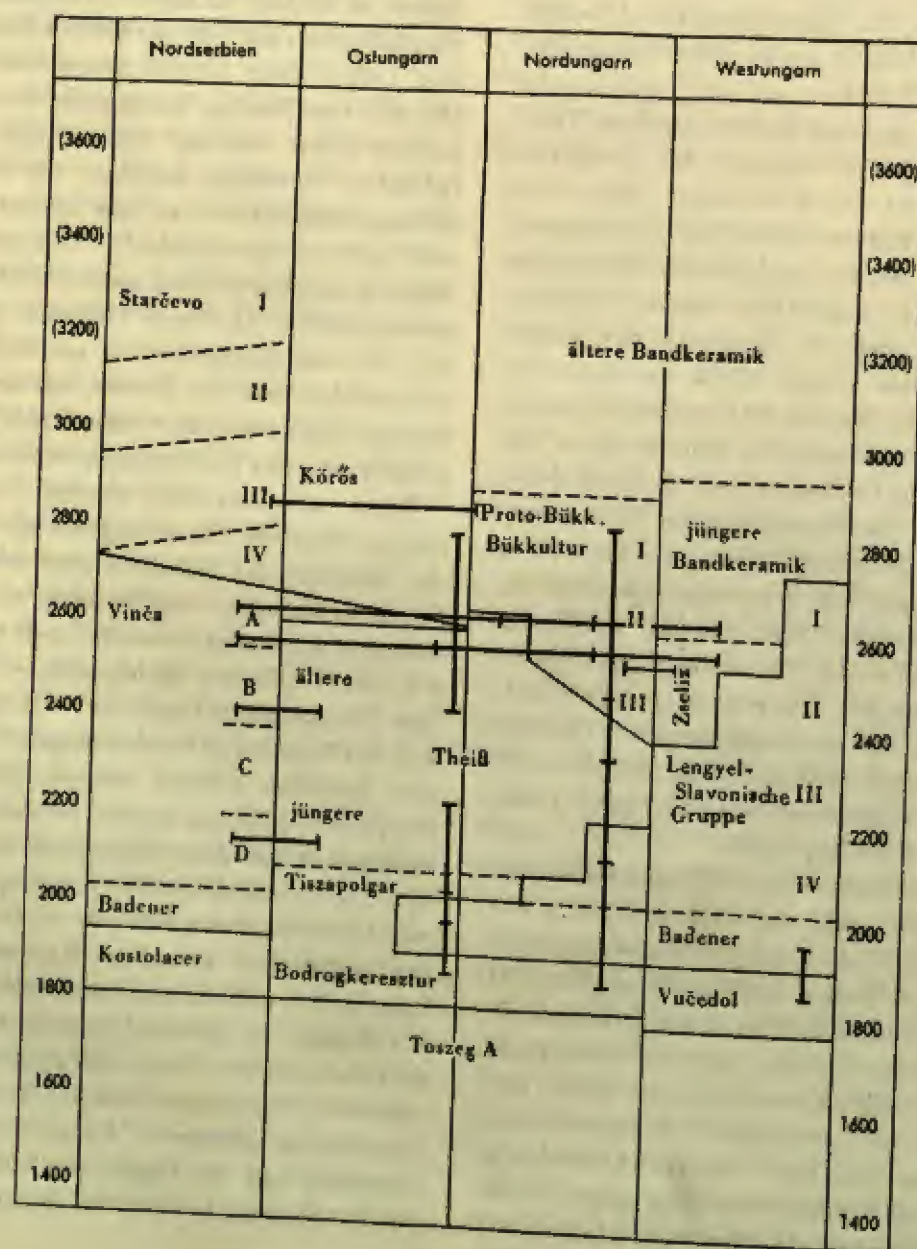 Nordserbien Ostungarn Nordungarn Westungarn
(3600) (3600)
(3400) (3400)
Starčevo I
(3200) ältere Bandkeramik (3200)
II
3000 3000
III Körős
2800 Proto-Bükk. jüngere 2800
IV Bükkultur I Bandkeramik
2600 Vinča A II I 2600
B ältere III Zseliz II
2400 2400
C Theiß Lengyel-
Slavonische III
Gruppe
2200 jüngere 2200
D IV
2000 Tiszapolgar 2000
Badener Badener
Kostolacer Bodrogkeresztur Vučedol
1800 1800
Toszeg A
1600 1600
1400 1400